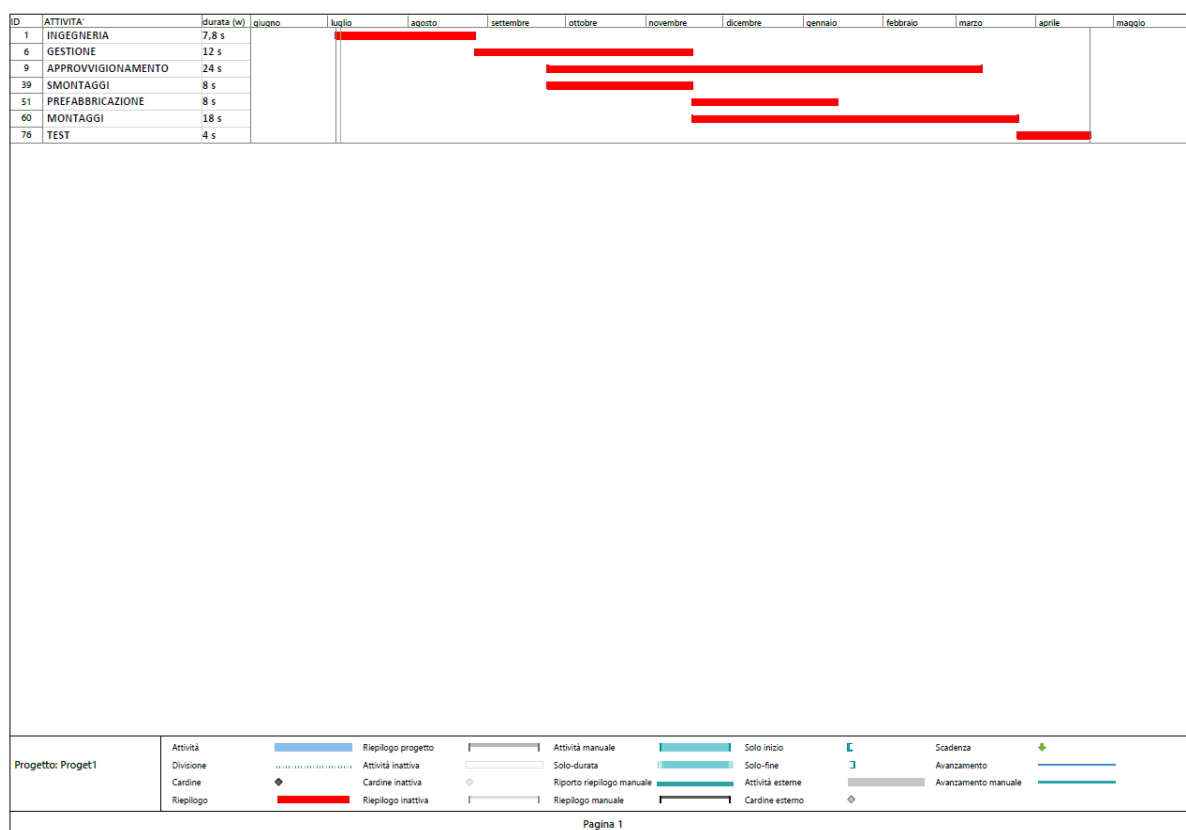 ID ATTIVITA' durata (w) giugno luglio agosto settembre ottobre novembre dicembre gennaio febbraio marzo aprile maggio
1 INGEGNERIA 7,8 s
6 GESTIONE 12 s
9 APPROVVIGIONAMENTO 24 s
39 SMONTAGGI 8 s
51 PREFABBRICAZIONE 8 s
60 MONTAGGI 18 s
76 TEST 4 s
Progetto: Proget1
Attività Riepilogo progetto Attività manuale Solo inizio Scadenza
Divisione Attività inattiva Solo-durata Solo-fine Avanzamento
Cardine Cardine inattiva Riporto riepilogo manuale Attività esterne Avanzamento manuale
Riepilogo Riepilogo inattiva Riepilogo manuale Cardine esterno
Pagina 1